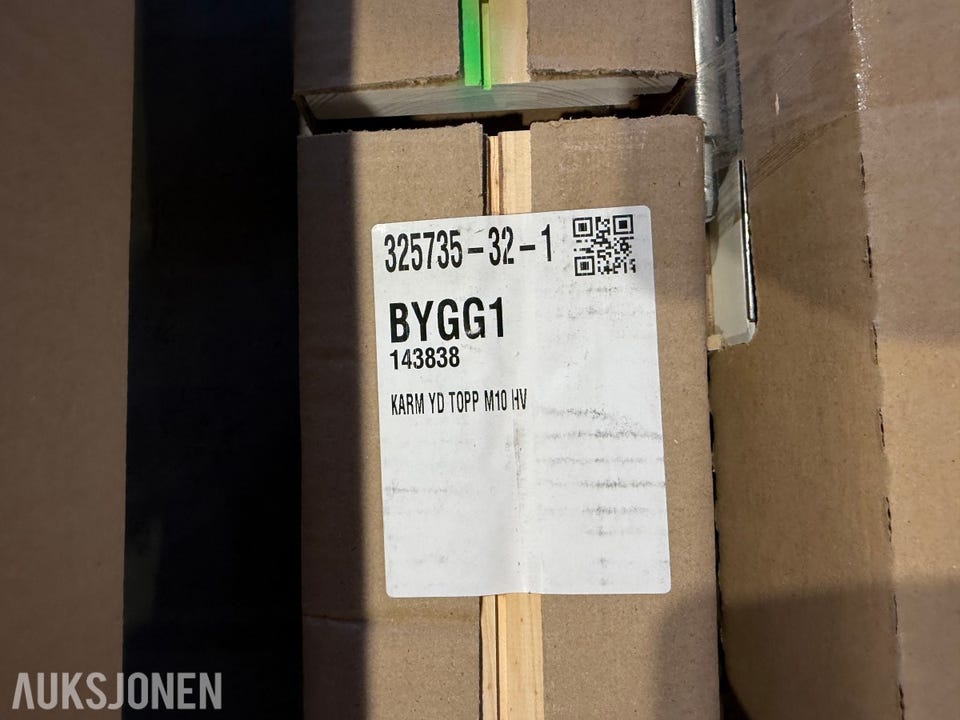 325735-32-1
BYGG1
143838
KARM YD TOPP M10 HV
AUKSJONEN